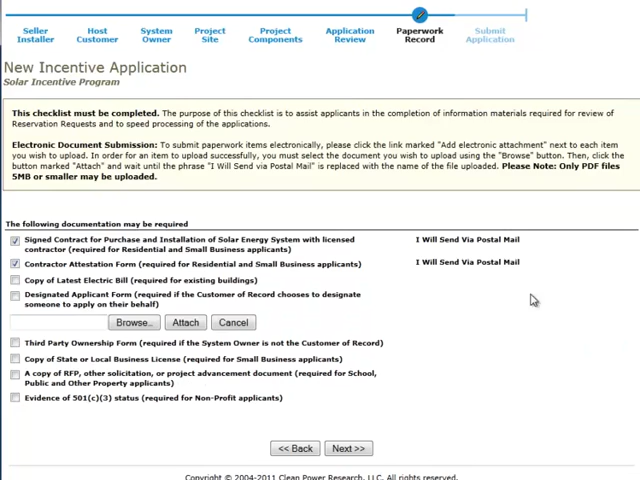 Seller Installer
Host Customer
System Owner
Project Site
Project Components
Application Review
Paperwork Record
Submit Application
New Incentive Application
Solar Incentive Program
This checklist must be completed. The purpose of this checklist is to assist applicants in the completion of information materials required for review of
Reservation Requests and to speed processing of the applications.
Electronic Document Submission: To submit paperwork items electronically, please click the link marked "Add electronic attachment" next to each item
you wish to upload. In order for an item to upload successfully, you must select the document you wish to upload using the "Browse" button. Then, click the
button marked "Attach" and wait until the phrase "I Will Send via Postal Mail" is replaced with the name of the file uploaded. Please Note: Only PDF files
5MB or smaller may be uploaded.
The following documentation may be required
Signed Contract for Purchase and Installation of Solar Energy System with licensed
contractor (required for Residential and Small Business applicants)
I Will Send Via Postal Mail
Contractor Attestation Form (required for Residential and Small Business applicants)
I Will Send Via Postal Mail
Copy of Latest Electric Bill (required for existing buildings)
Designated Applicant Form (required if the Customer of Record chooses to designate
someone to apply on their behalf)
Browse... Attach Cancel
Third Party Ownership Form (required if the System Owner is not the Customer of Record)
Copy of State or Local Business License (required for Small Business applicants)
A copy of RFP, other solicitation, or project advancement document (required for School,
Public and Other Property applicants)
Evidence of 501(c)(3) status (required for Non-Profit applicants)
<< Back Next >>
Copyright © 2004-2011 Clean Power Research, LLC. All rights reserved.